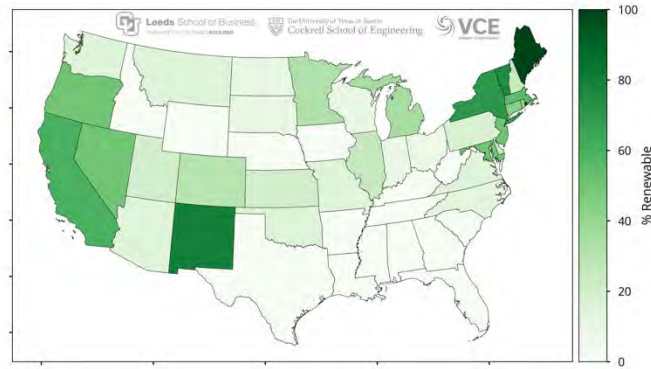 Leeds School of Business
The University of Texas at Austin
Cockrell School of Engineering
VCE
100
80
60
40
20
0
% Renewable